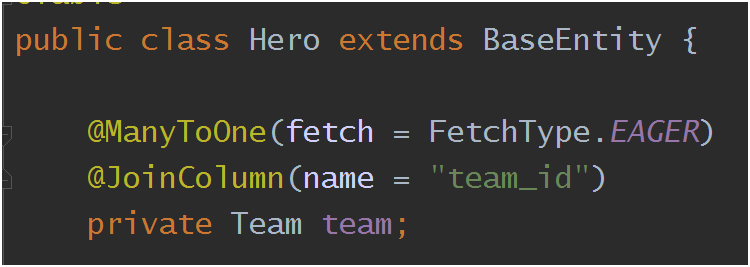 public class Hero extends BaseEntity {
@ManyToOne(fetch = FetchType.EAGER)
@JoinColumn(name = "team_id")
private Team team;